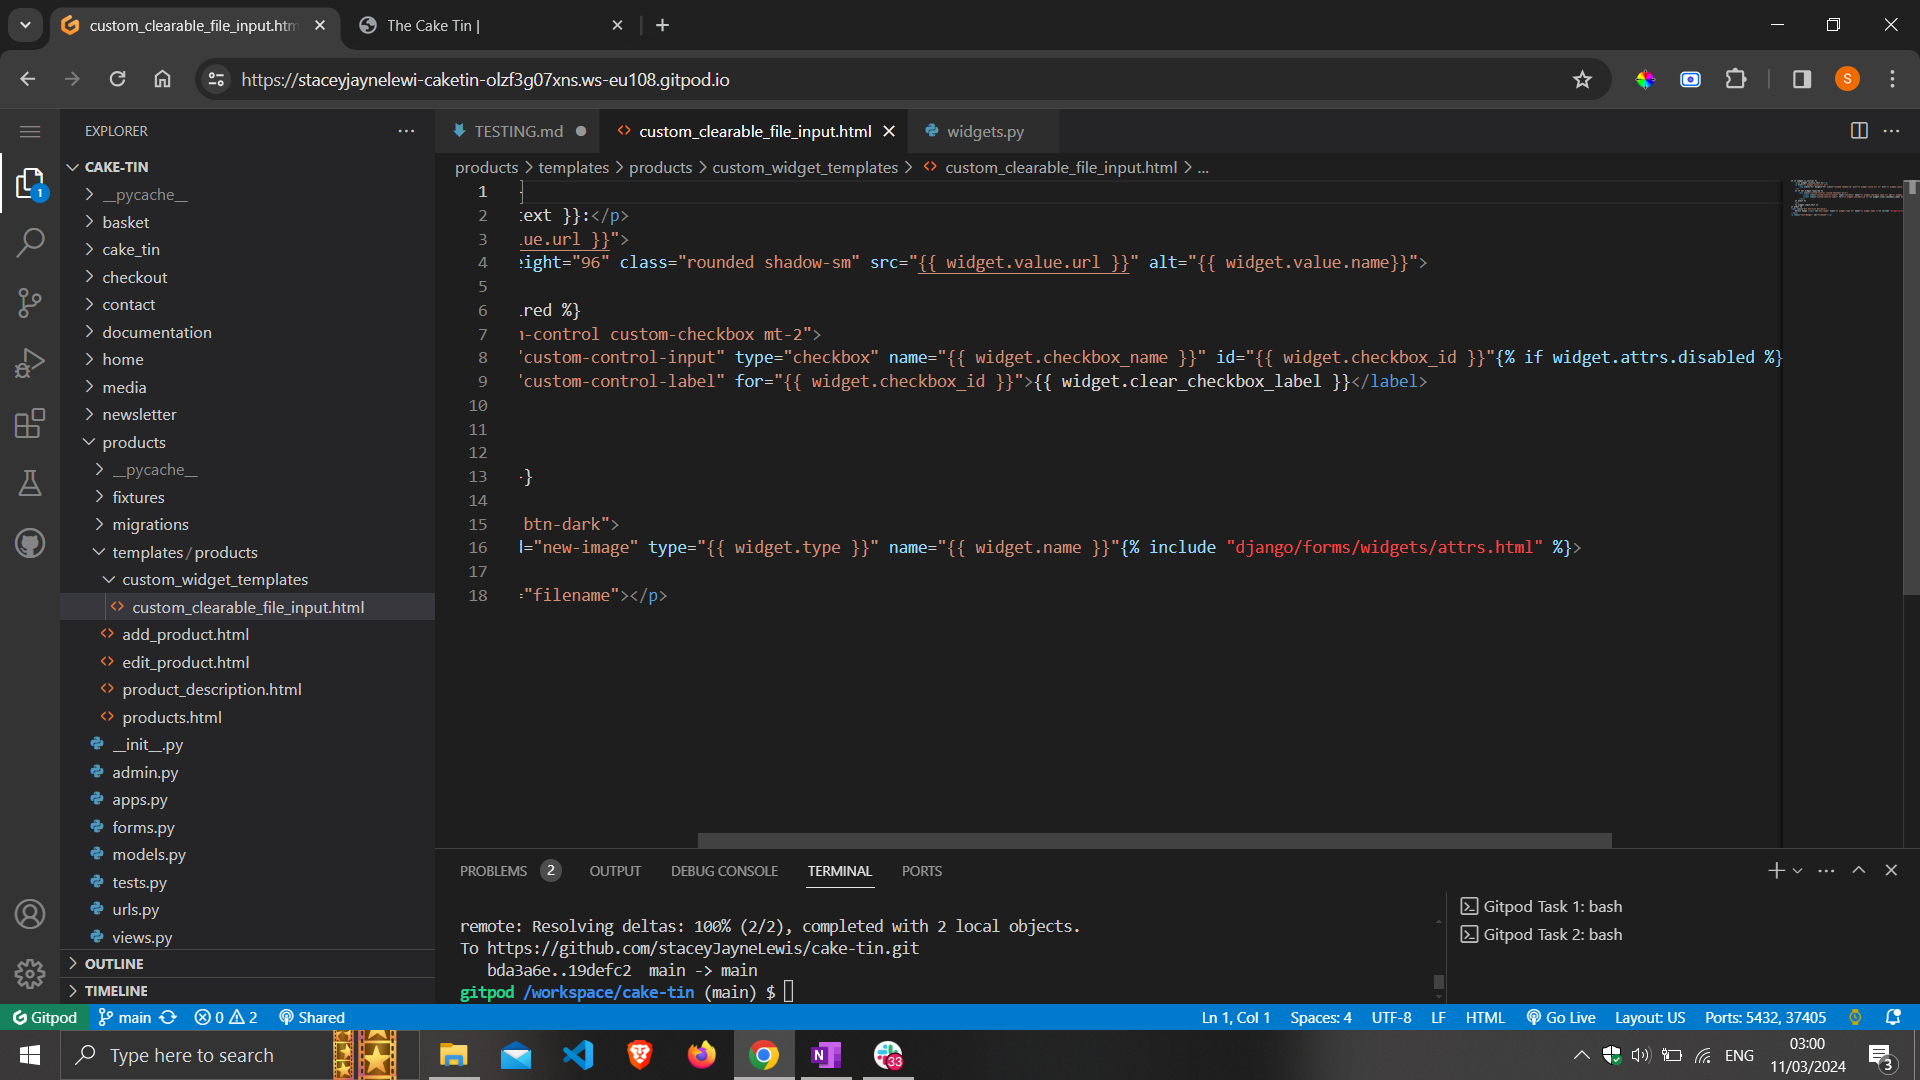 custom_clearable_file_input.htm
The Cake Tin |
https://staceyjaynelewi-caketin-olzf3g07xns.ws-eu108.gitpod.io
S
EXPLORER
TESTING.md
custom_clearable_file_input.html
widgets.py
products > templates > products > custom_widget_templates > custom_clearable_file_input.html > ...
1
CAKE-TIN
__pycache__
basket
cake_tin
checkout
contact
documentation
home
media
newsletter
products
__pycache__
fixtures
migrations
templates/products
custom_widget_templates
custom_clearable_file_input.html
add_product.html
edit_product.html
product_description.html
products.html
__init__.py
admin.py
apps.py
forms.py
models.py
tests.py
urls.py
views.py
OUTLINE
TIMELINE
1 }
2 text }}:</p>
3 ue.url }}">
4 eight="96" class="rounded shadow-sm" src="{{ widget.value.url }}" alt="{{ widget.value.name}}">
5
6 red %}
7 m-control custom-checkbox mt-2">
8 "custom-control-input" type="checkbox" name="{{ widget.checkbox_name }}" id="{{ widget.checkbox_id }}"{% if widget.attrs.disabled %}
9 "custom-control-label" for="{{ widget.checkbox_id }}">{{ widget.clear_checkbox_label }}</label>
10
11
12
13 }
14
15 btn-dark">
16 d="new-image" type="{{ widget.type }}" name="{{ widget.name }}"{% include "django/forms/widgets/attrs.html" %}>
17
18 ="filename"></p>
PROBLEMS 2 OUTPUT DEBUG CONSOLE TERMINAL PORTS
remote: Resolving deltas: 100% (2/2), completed with 2 local objects.
To https://github.com/staceyJayneLewis/cake-tin.git
bda3a6e..19defc2 main -> main
gitpod /workspace/cake-tin (main) $
Gitpod Task 1: bash
Gitpod Task 2: bash
Gitpod main 0 2 Shared
Ln 1, Col 1 Spaces: 4 UTF-8 LF HTML Go Live Layout: US Ports: 5432, 37405
Type here to search
N
33
ENG
03:00
11/03/2024
3